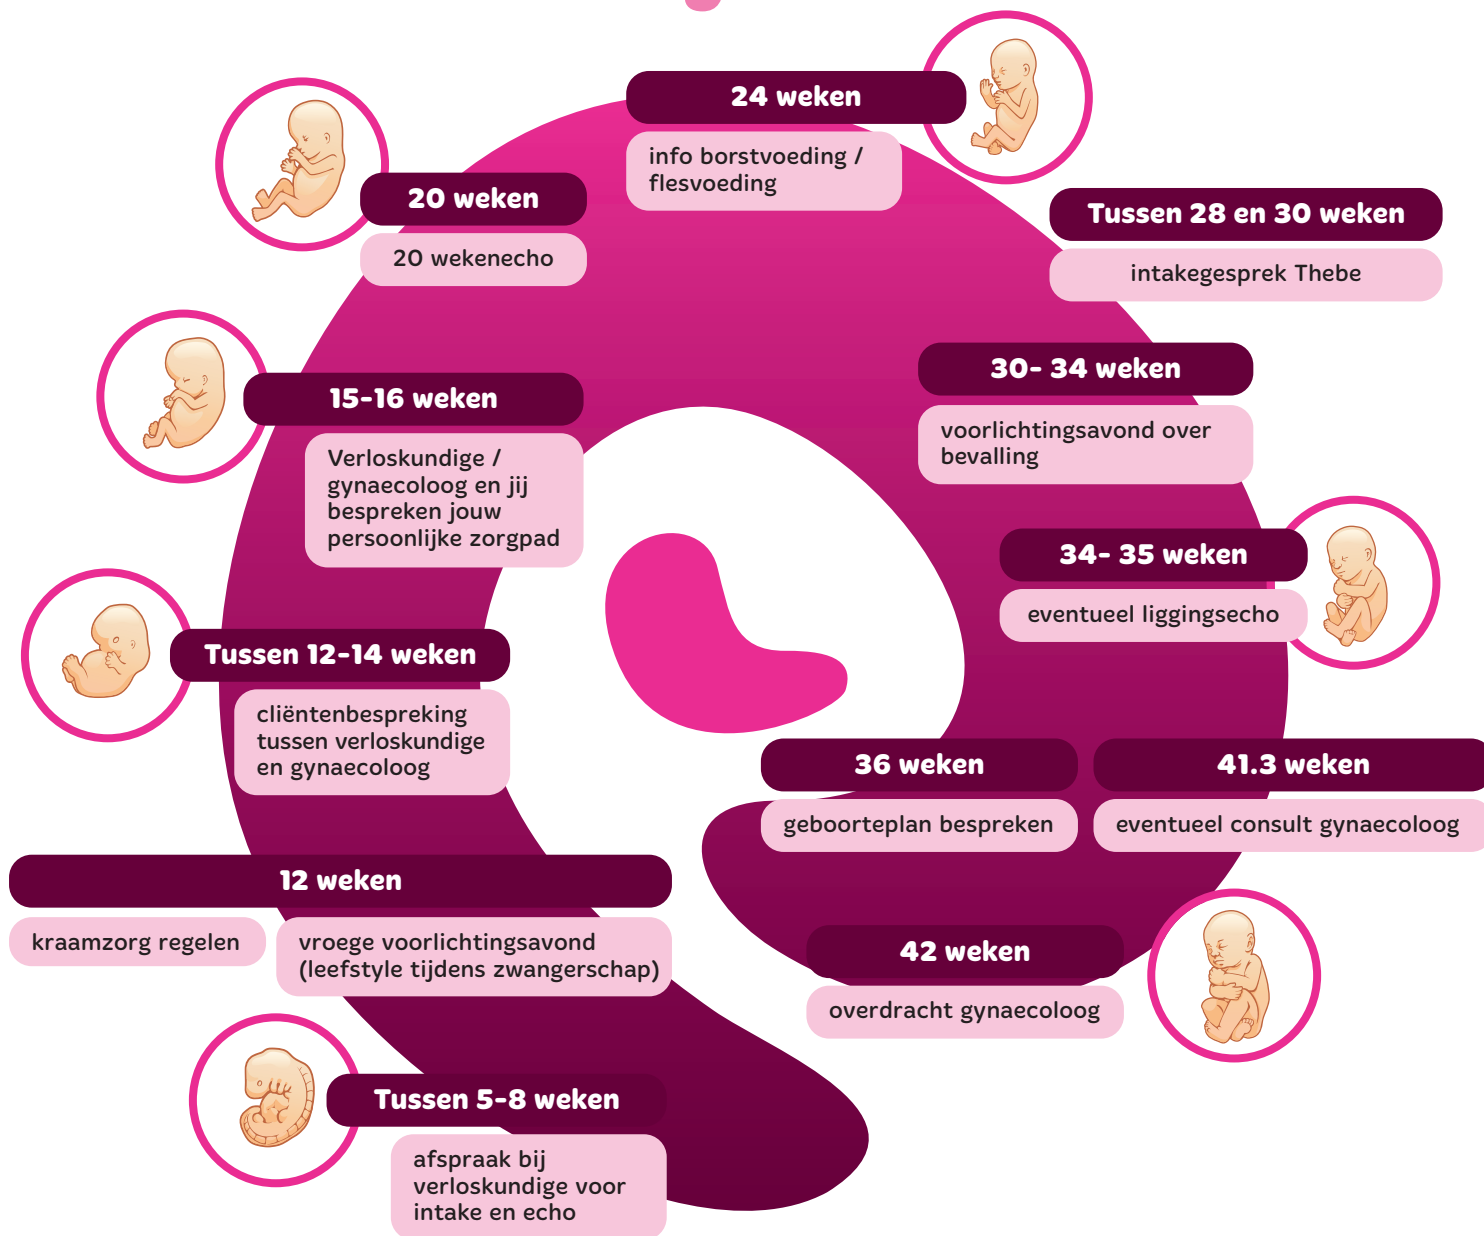 24 weken
info borstvoeding /
flesvoeding
20 weken
20 wekenecho
Tussen 28 en 30 weken
intakegesprek Thebe
30- 34 weken
voorlichtingsavond over
bevalling
15-16 weken
Verloskundige /
gynaecoloog en jij
bespreken jouw
persoonlijke zorgpad
34- 35 weken
eventueel liggingsecho
Tussen 12-14 weken
cliëntenbespreking
tussen verloskundige
en gynaecoloog
36 weken
geboorteplan bespreken
41.3 weken
eventueel consult gynaecoloog
12 weken
kraamzorg regelen
vroege voorlichtingsavond
(leefstyle tijdens zwangerschap)
42 weken
overdracht gynaecoloog
Tussen 5-8 weken
afspraak bij
verloskundige voor
intake en echo